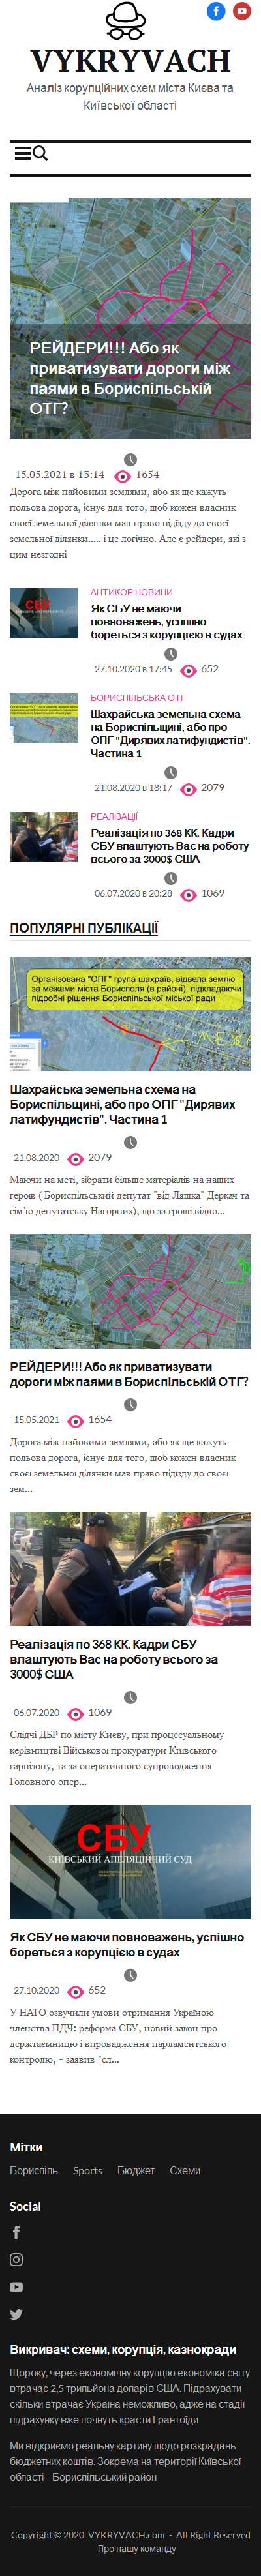 VYKRYVACH
Аналіз корупційних схем міста Києва та
Київської області
РЕЙДЕРИ!!! Або як
приватизувати дороги між
паями в Бориспільській
ОТГ?
15.05.2021 в 13:14 1654
Дорога між пайовими землями, або як ще кажуть
польова дорога, існує для того, щоб кожен власник
своєї земельної ділянки мав право підїзду до своєї
земельної ділянки..... і це логічно. Але є рейдери, які з
цим незгодні
СБУ
АНТИКОР НОВИНИ
Як СБУ не маючи
повноважень, успішно
бореться з корупцією в судах
27.10.2020 в 17:45 652
БОРИСПІЛЬСЬКА ОТГ
Шахрайська земельна схема
на Бориспільщині, або про
ОПГ "Дирявих латифундистів".
Частина 1
21.08.2020 в 18:17 2079
РЕАЛІЗАЦІЇ
Реалізація по 368 КК. Кадри
СБУ влаштують Вас на роботу
всього за 3000$ США
06.07.2020 в 20:28 1069
ПОПУЛЯРНІ ПУБЛІКАЦІЇ
Організована "ОПГ" група шахраїв, відвела землю
за межами міста Борисполя (в районі), підкладаючи
підробні рішення Бориспільської міської ради
Шахрайська земельна схема на
Бориспільщині, або про ОПГ "Дирявих
латифундистів". Частина 1
21.08.2020 2079
Маючи на меті, зібрати більше матеріалів на наших
героїв ( Бориспільський депутат "від Ляшка" Деркач та
сім'ю депутатську Нагорних), що за гроші відво...
РЕЙДЕРИ!!! Або як приватизувати
дороги між паями в Бориспільській ОТГ?
15.05.2021 1654
Дорога між пайовими землями, або як ще кажуть
польова дорога, існує для того, щоб кожен власник
своєї земельної ділянки мав право підїзду до своєї
зем...
Реалізація по 368 КК. Кадри СБУ
влаштують Вас на роботу всього за
3000$ США
06.07.2020 1069
Слідчі ДБР по місту Києву, при процесуальному
керівництві Військової прокуратури Київського
гарнізону, та за оперативного супроводження
Головного опер...
СБУ
КИЇВСЬКИЙ АПЕЛЯЦІЙНИЙ СУД
Як СБУ не маючи повноважень, успішно
бореться з корупцією в судах
27.10.2020 652
У НАТО озвучили умови отримання Україною
членства ПДЧ: реформа СБУ, новий закон про
держтаємницю і впровадження парламентського
контролю, - заявив "сл...
Мітки
Бориспіль Sports Бюджет Схеми
Social
Викривач: схеми, корупція, казнокради
Щороку, через економічну корупцію економіка світу
втрачає 2,5 трильйона доларів США. Підрахувати
скільки втрачає Україна неможливо, адже на стадії
підрахунку вже почнуть красти Грантоїди
Ми відкриємо реальну картину щодо розкрадань
бюджетних коштів. Зокрема на території Київської
області - Бориспільський район
Copyright © 2020 VYKRYVACH.com - All Right Reserved
Про нашу команду